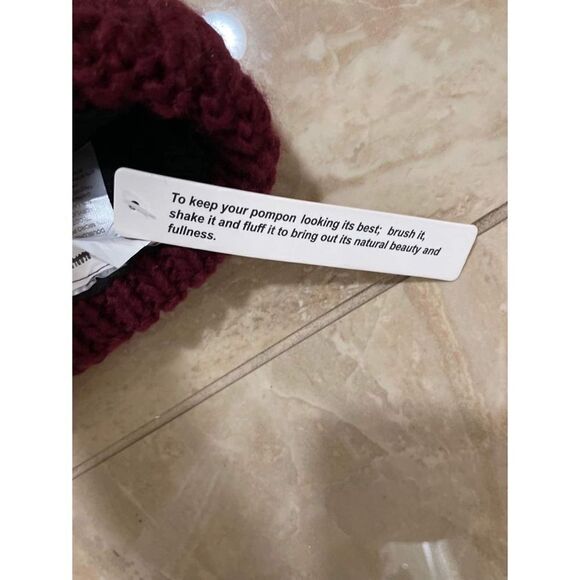 To keep your pompon looking its best; brush it,
shake it and fluff it to bring out its natural beauty and
fullness.